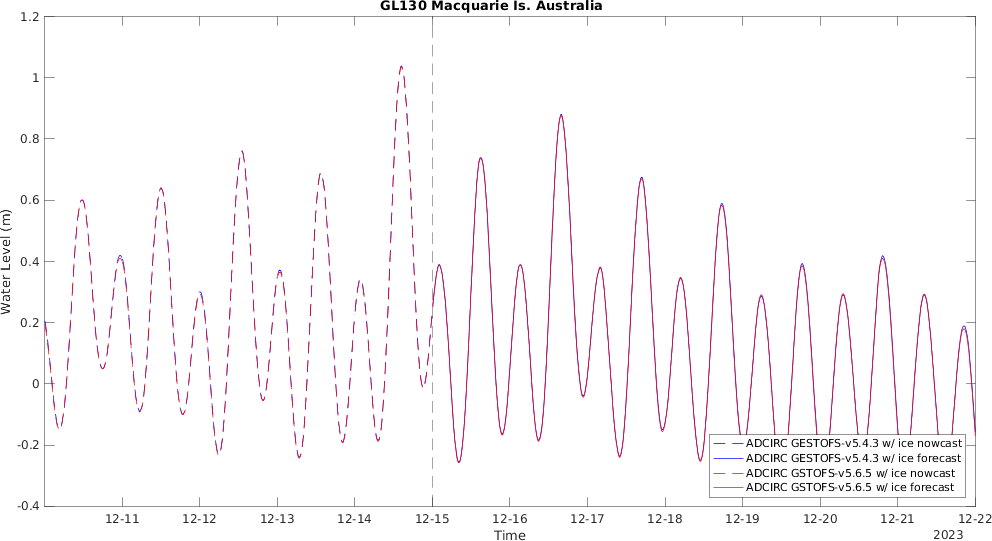 GL130 Macquarie Is. Australia
1.2
1
0.8
0.6
0.4
0.2
0
-0.2
-0.4
Water Level (m)
ADCIRC GESTOFS-v5.4.3 w/ ice nowcast
ADCIRC GESTOFS-v5.4.3 w/ ice forecast
ADCIRC GSTOFS-v5.6.5 w/ ice nowcast
ADCIRC GSTOFS-v5.6.5 w/ ice forecast
12-11 12-12 12-13 12-14 12-15 12-16 12-17 12-18 12-19 12-20 12-21 12-22
Time
2023